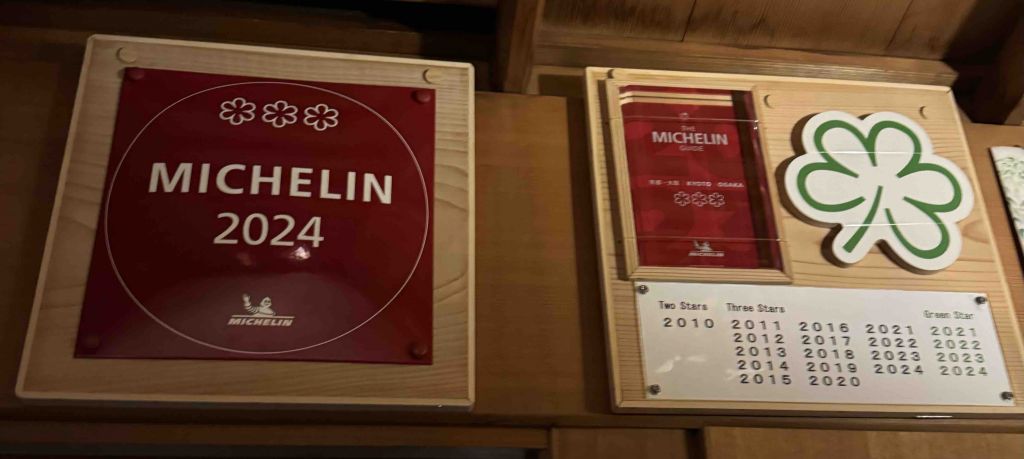 MICHELIN
2024
MICHELIN
THE
MICHELIN
GUIDE
京都・大阪 KYOTO OSAKA
MICHELIN
Two Stars Three Stars Green Star
2010 2011 2016 2021 2021
2012 2017 2022 2022
2013 2018 2023 2023
2014 2019 2024 2024
2015 2020